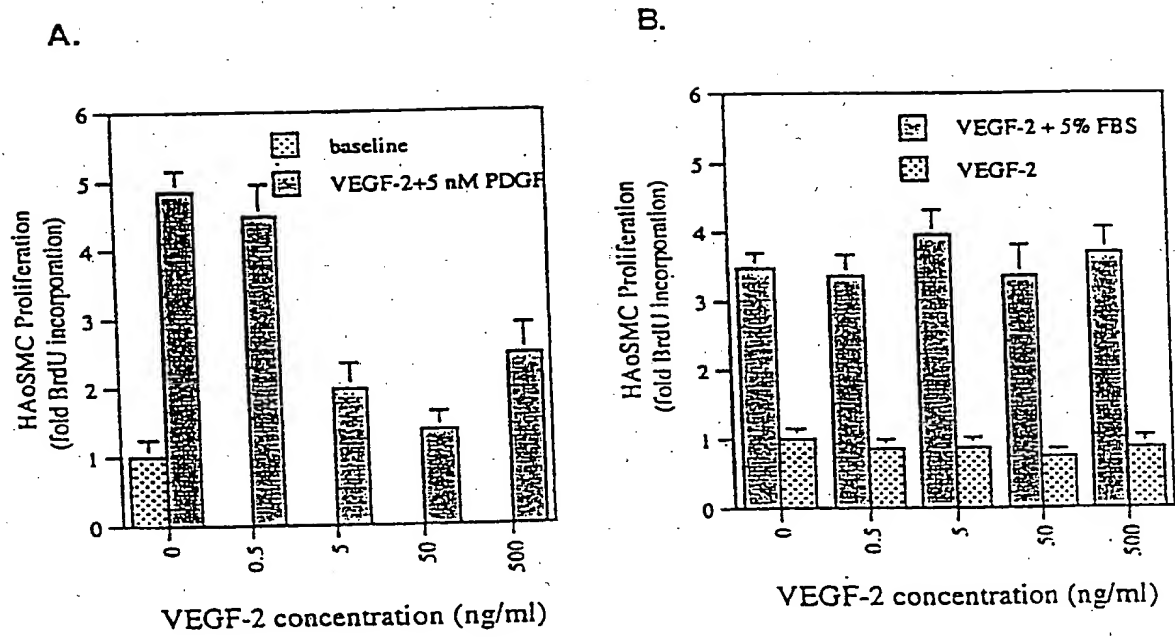 A.
HAoSMC Proliferation
(fold BrdU incorporation)
6
5
4
3
2
1
0
baseline
VEGF-2+5 nM PDGF
0
0.5
5
50
500
VEGF-2 concentration (ng/ml)
B.
HAoSMC Proliferation
(fold BrdU incorporation)
6
5
4
3
2
1
0
VEGF-2 + 5% FBS
VEGF-2
0
0.5
5
50
500
VEGF-2 concentration (ng/ml)